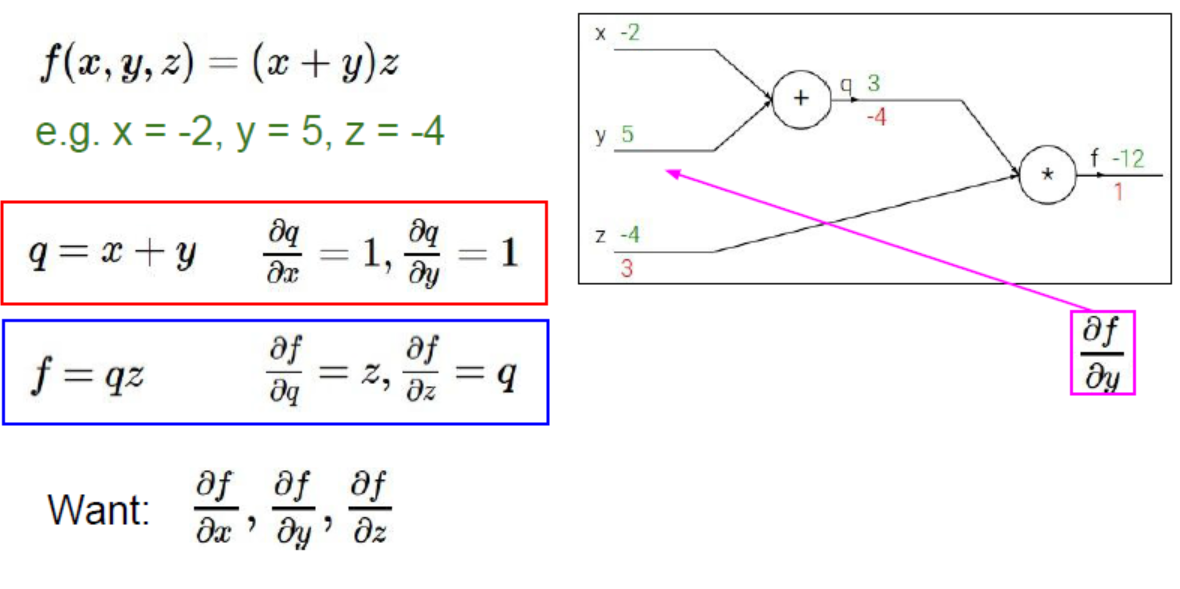 f(x, y, z) = (x + y)z
e.g. x = -2, y = 5, z = -4
q = x + y ∂q/∂x = 1, ∂q/∂y = 1
f = qz ∂f/∂q = z, ∂f/∂z = q
Want: ∂f/∂x, ∂f/∂y, ∂f/∂z
x -2
+
q 3
-4
y 5
*
f -12
1
z -4
3
∂f/∂y